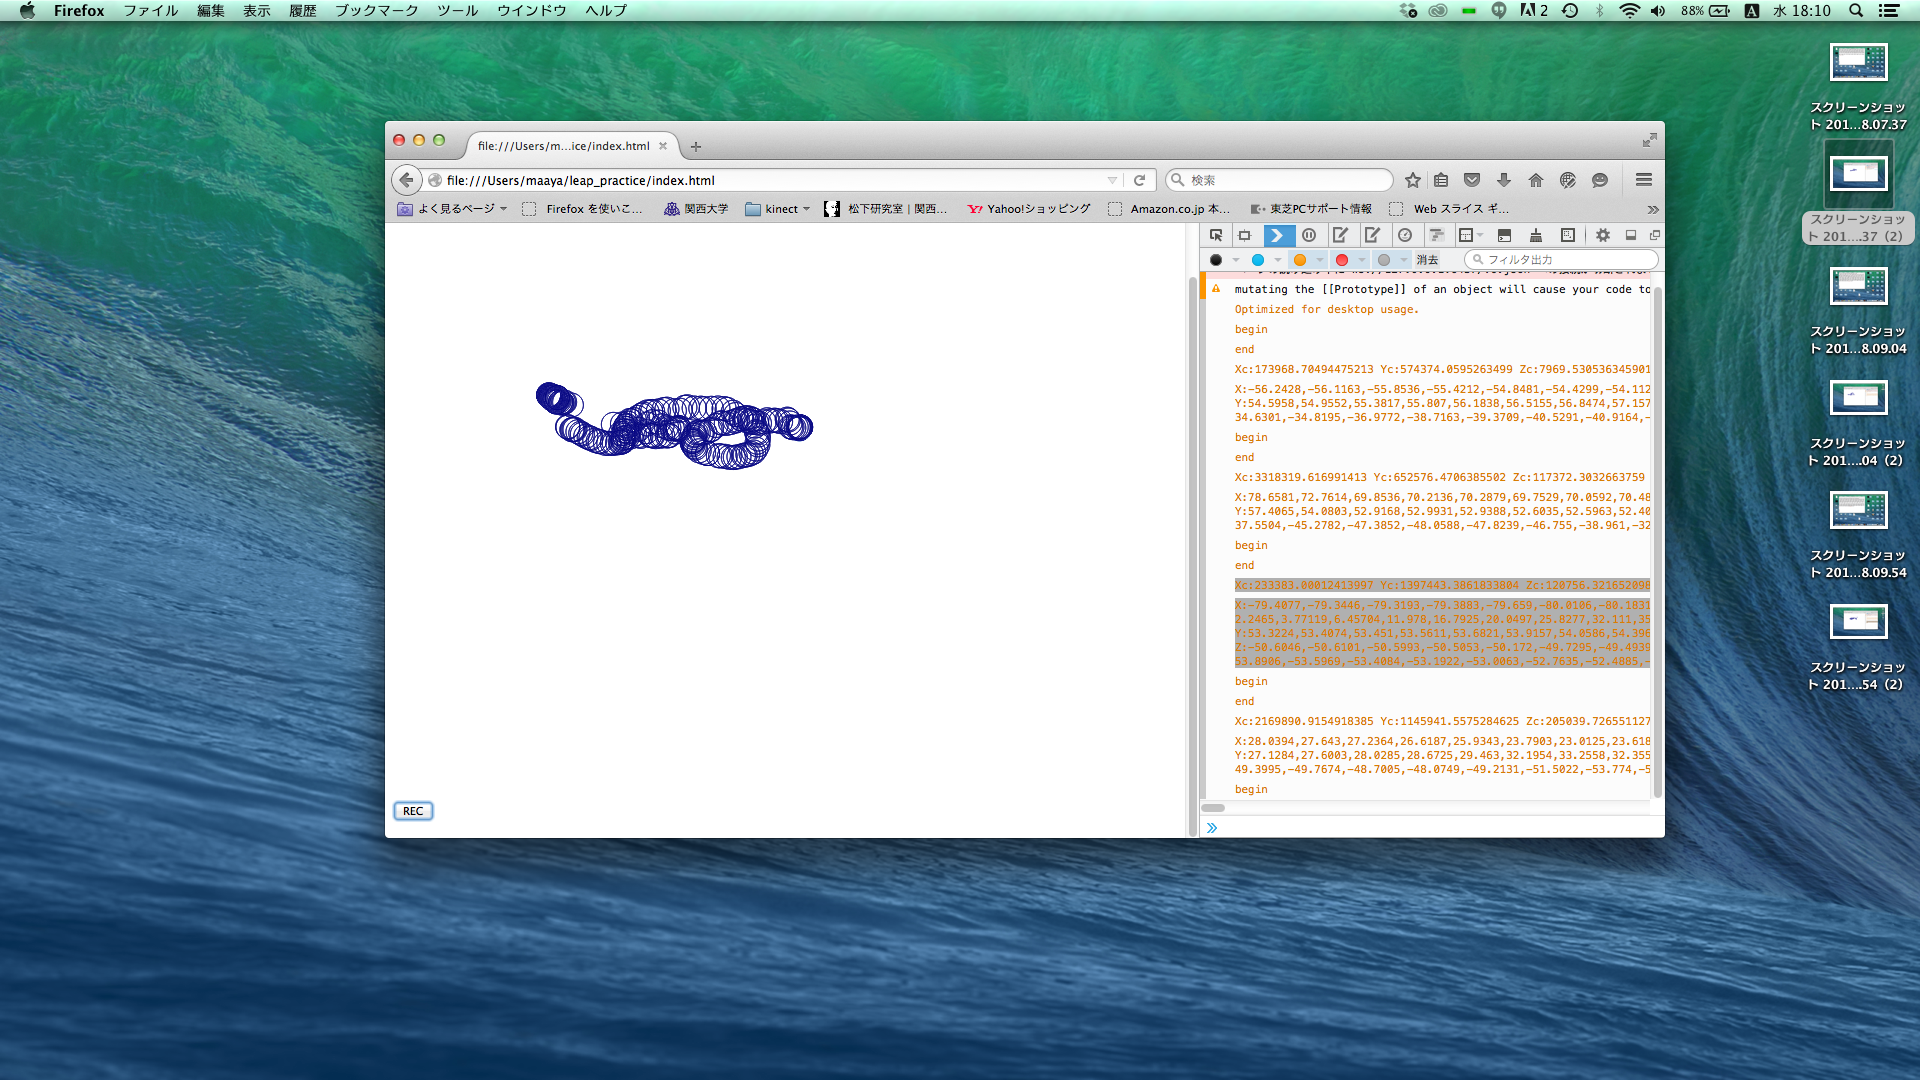 Firefox ファイル 編集 表示 履歴 ブックマーク ツール ウインドウ ヘルプ
2 88% A 水 18:10
スクリーンショッ
ト 201...8.07.37
スクリーンショッ
ト 201....37（2）
スクリーンショッ
ト 201...8.09.04
スクリーンショッ
ト 201....04（2）
スクリーンショッ
ト 201...8.09.54
スクリーンショッ
ト 201....54（2）
file:///Users/m...ice/index.html
file:///Users/maaya/leap_practice/index.html
検索
よく見るページ Firefox を使いこ... 関西大学 kinect 松下研究室 | 関西... Yahoo!ショッピング Amazon.co.jp 本... 東芝PCサポート情報 Web スライス ギ...
消去 フィルタ出力
mutating the [[Prototype]] of an object will cause your code to
Optimized for desktop usage.
begin
end
Xc:173968.70494475213 Yc:574374.0595263499 Zc:7969.530536345901
X:-56.2428,-56.1163,-55.8536,-55.4212,-54.8481,-54.4299,-54.112
Y:54.5958,54.9552,55.3817,55.807,56.1838,56.5155,56.8474,57.157
34.6301,-34.8195,-36.9772,-38.7163,-39.3709,-40.5291,-40.9164,-
begin
end
Xc:3318319.616991413 Yc:652576.4706385502 Zc:117372.3032663759
X:78.6581,72.7614,69.8536,70.2136,70.2879,69.7529,70.0592,70.48
Y:57.4065,54.0803,52.9168,52.9931,52.9388,52.6035,52.5963,52.40
37.5504,-45.2782,-47.3852,-48.0588,-47.8239,-46.755,-38.961,-32
begin
end
Xc:233383.00012413997 Yc:1397443.3861833804 Zc:120756.321652098
X:-79.4077,-79.3446,-79.3193,-79.3883,-79.659,-80.0106,-80.1831
2.2465,3.77119,6.45704,11.978,16.7925,20.0497,25.8277,32.111,35
Y:53.3224,53.4074,53.451,53.5611,53.6821,53.9157,54.0586,54.396
Z:-50.6046,-50.6101,-50.5993,-50.5053,-50.172,-49.7295,-49.4939
53.8906,-53.5969,-53.4084,-53.1922,-53.0063,-52.7635,-52.4885,-
begin
end
Xc:2169890.9154918385 Yc:1145941.5575284625 Zc:205039.726551127
X:28.0394,27.643,27.2364,26.6187,25.9343,23.7903,23.0125,23.618
Y:27.1284,27.6003,28.0285,28.6725,29.463,32.1954,33.2558,32.355
49.3995,-49.7674,-48.7005,-48.0749,-49.2131,-51.5022,-53.774,-5
begin
REC